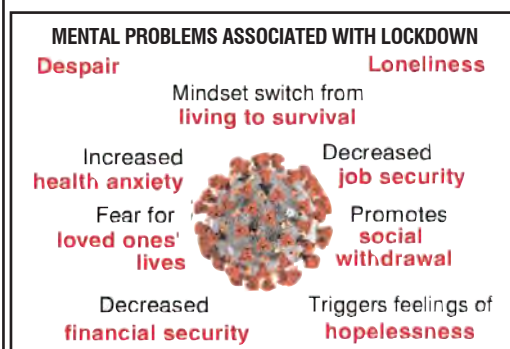 MENTAL PROBLEMS ASSOCIATED WITH LOCKDOWN
Despair
Loneliness
Mindset switch from
living to survival
Increased
health anxiety
Decreased
job security
Fear for
loved ones'
lives
Promotes
social
withdrawal
Decreased
financial security
Triggers feelings of
hopelessness